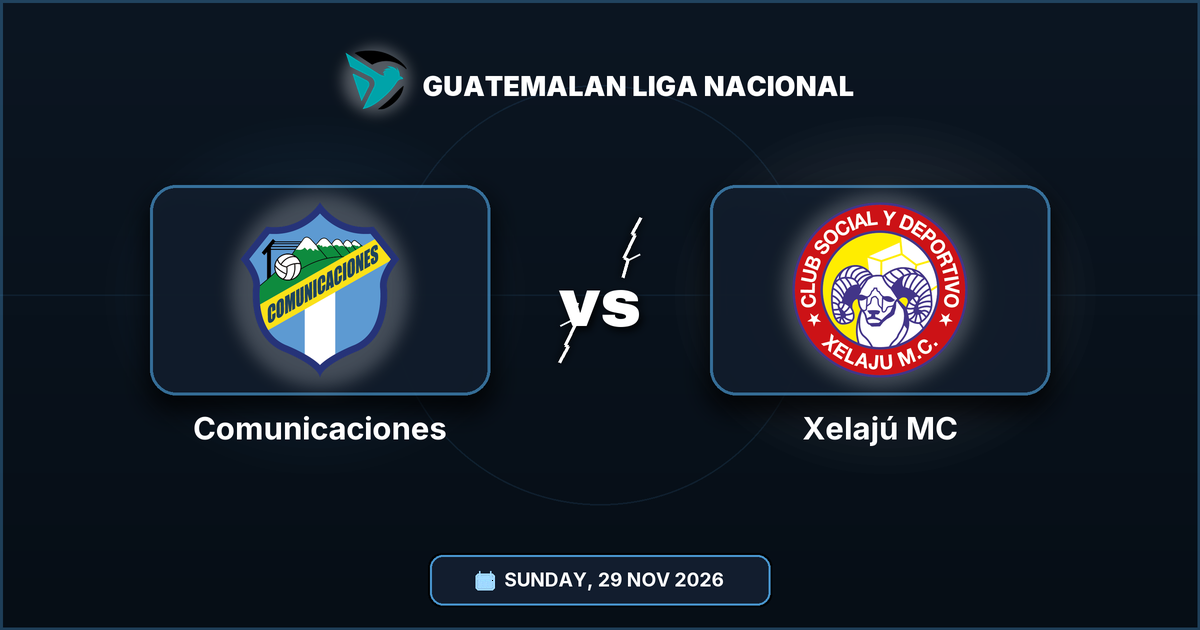 GUATEMALAN LIGA NACIONAL
COMUNICACIONES
VS
CLUB SOCIAL Y DEPORTIVO
XELAJU M.C.
Comunicaciones
Xelajú MC
SUNDAY, 29 NOV 2026